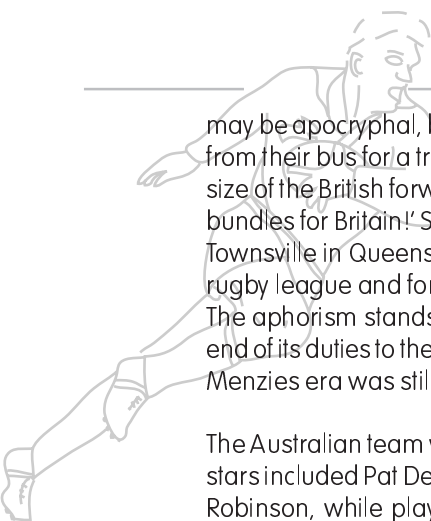 may be apocryphal,
from their bus for a tr
size of the British forw
bundles for Britain!' S
Townsville in Queens
rugby league and for
The aphorism stands
end of its duties to the
Menzies era was stil
The Australian team
stars included Pat De
Robinson, while play